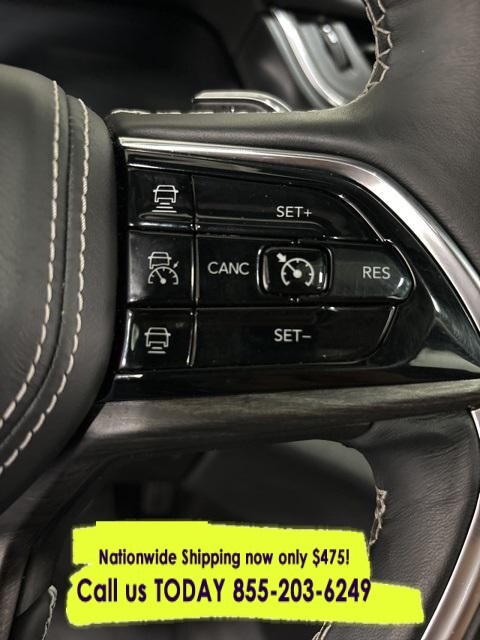 SET+
CANC RES
SET–
Nationwide Shipping now only $475!
Call us TODAY 855-203-6249